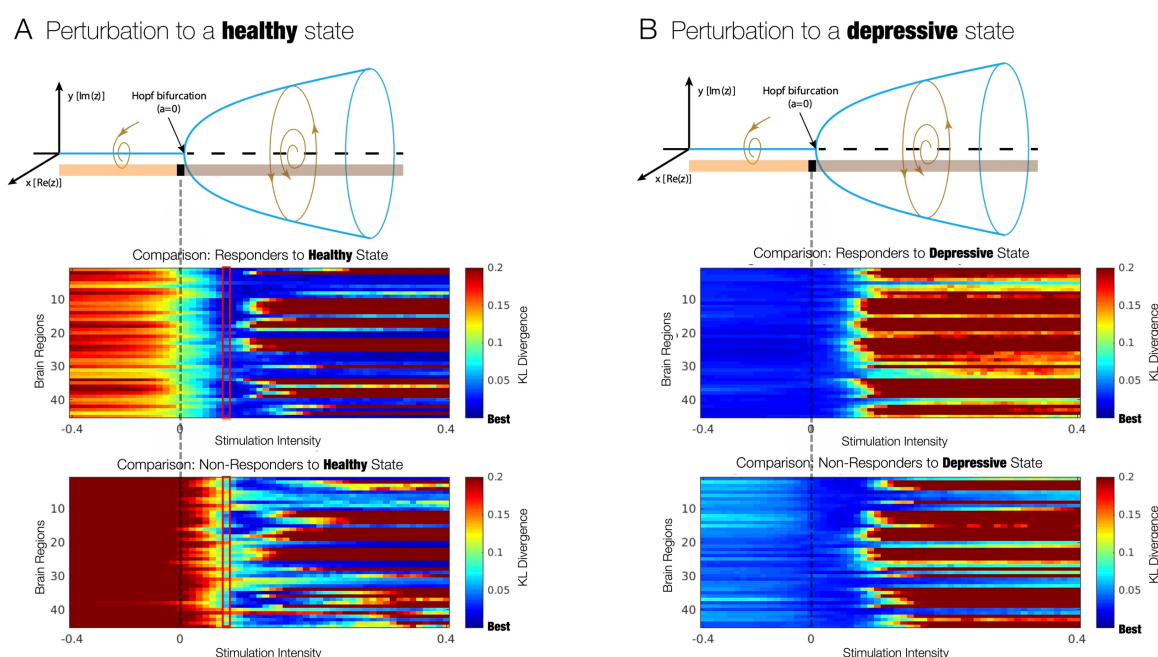 A Perturbation to a healthy state
y [Im(z)]
Hopf bifurcation
(a=0)
x [Re(z)]
Comparison: Responders to Healthy State
Brain Regions
10
20
30
40
-0.4
0
0.4
Stimulation Intensity
0.2
0.15
0.1
0.05
Best
KL Divergence
Comparison: Non-Responders to Healthy State
Brain Regions
10
20
30
40
-0.4
0
0.4
Stimulation Intensity
0.2
0.15
0.1
0.05
Best
KL Divergence
B Perturbation to a depressive state
y [Im(z)]
Hopf bifurcation
(a=0)
x [Re(z)]
Comparison: Responders to Depressive State
Brain Regions
10
20
30
40
-0.4
0
0.4
Stimulation Intensity
0.2
0.15
0.1
0.05
Best
KL Divergence
Comparison: Non-Responders to Depressive State
Brain Regions
10
20
30
40
-0.4
0
0.4
Stimulation Intensity
0.2
0.15
0.1
0.05
Best
KL Divergence